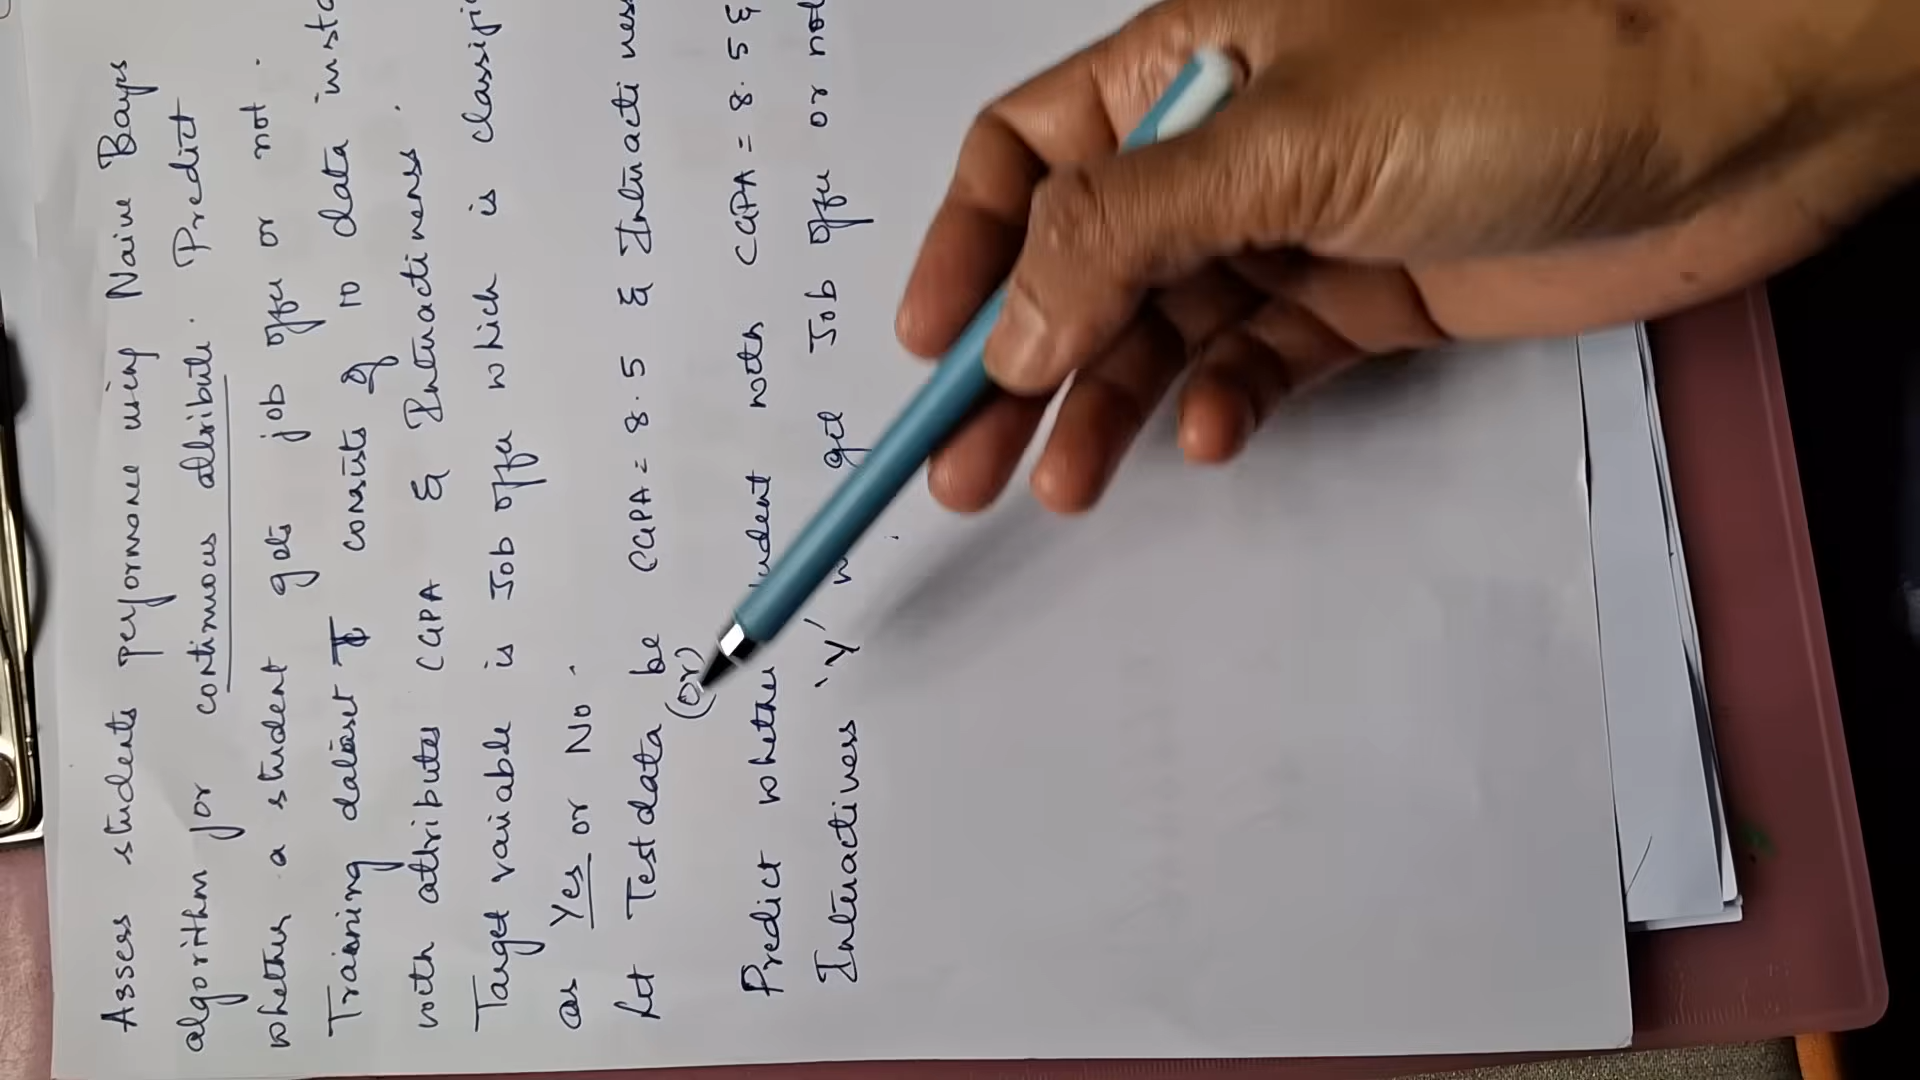 Assess students performance using Naive Bayes
algorithm for continuous attribute. Predict
whether a student gets job offer or not.
Training dataset T consists of 10 data insta
with attributes CGPA & Interactiveness.
Target variable is Job offer which is classifi
as Yes or No.
Let Test data be CGPA = 8.5 & Interactiveness
(or)
Predict whether udent with CGPA = 8.5 &
Interactiveness 'Y' w get Job offer or not